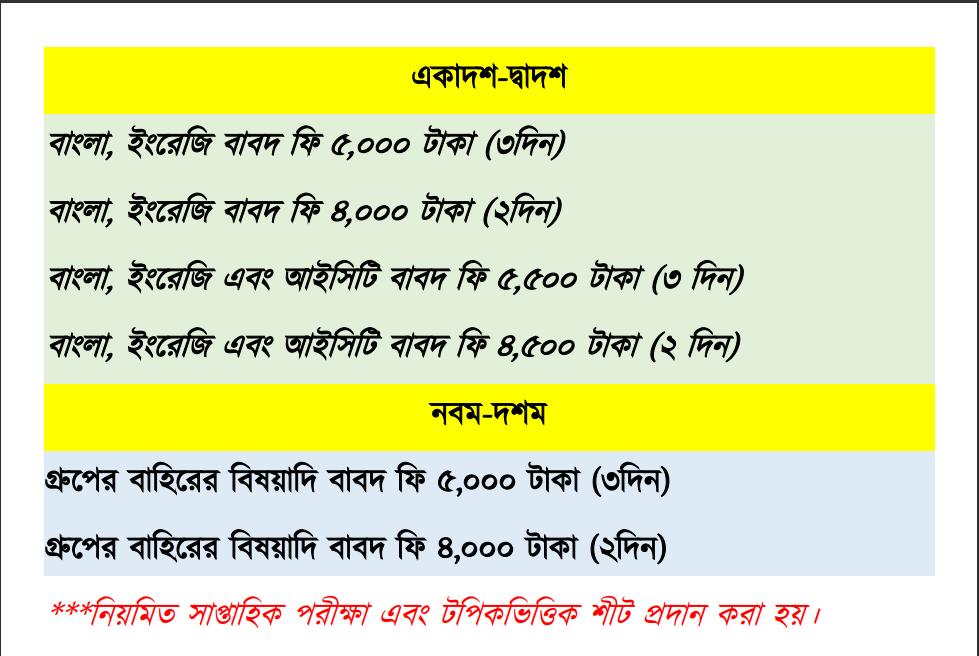 একাদশ-দ্বাদশ
বাংলা, ইংরেজি বাবদ ফি ৫,০০০ টাকা (৩দিন)
বাংলা, ইংরেজি বাবদ ফি ৪,০০০ টাকা (২দিন)
বাংলা, ইংরেজি এবং আইসিটি বাবদ ফি ৫,৫০০ টাকা (৩ দিন)
বাংলা, ইংরেজি এবং আইসিটি বাবদ ফি ৪,৫০০ টাকা (২ দিন)
নবম-দশম
গ্রুপের বাহিরের বিষয়াদি বাবদ ফি ৫,০০০ টাকা (৩দিন)
গ্রুপের বাহিরের বিষয়াদি বাবদ ফি ৪,০০০ টাকা (২দিন)
***নিয়মিত সাপ্তাহিক পরীক্ষা এবং টপিকভিত্তিক শীট প্রদান করা হয়।